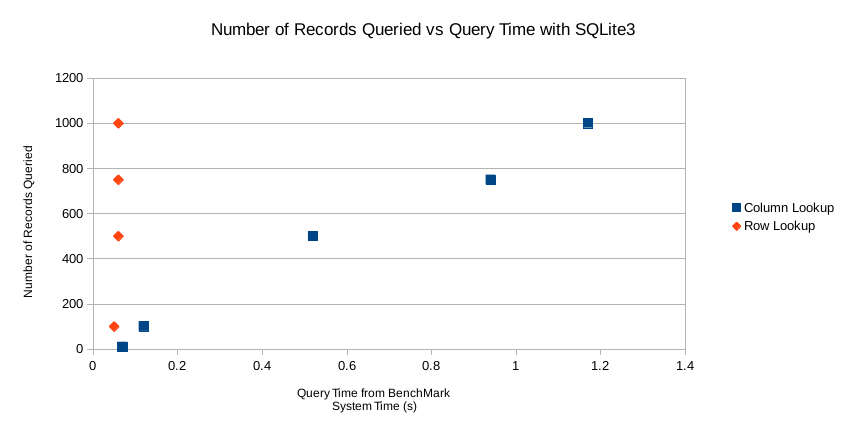 Number of Records Queried vs Query Time with SQLite3
Number of Records Queried
1200
1000
800
600
400
200
0
0 0.2 0.4 0.6 0.8 1 1.2 1.4
Query Time from BenchMark
System Time (s)
Column Lookup
Row Lookup